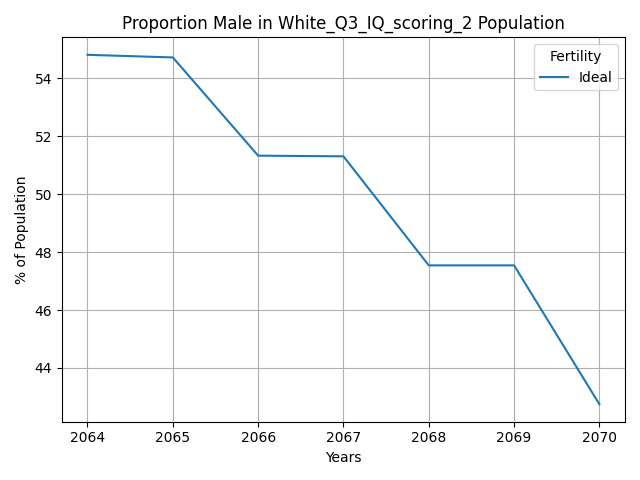 Proportion Male in White_Q3_IQ_scoring_2 Population
Fertility
Ideal
% of Population
54
52
50
48
46
44
2064 2065 2066 2067 2068 2069 2070
Years